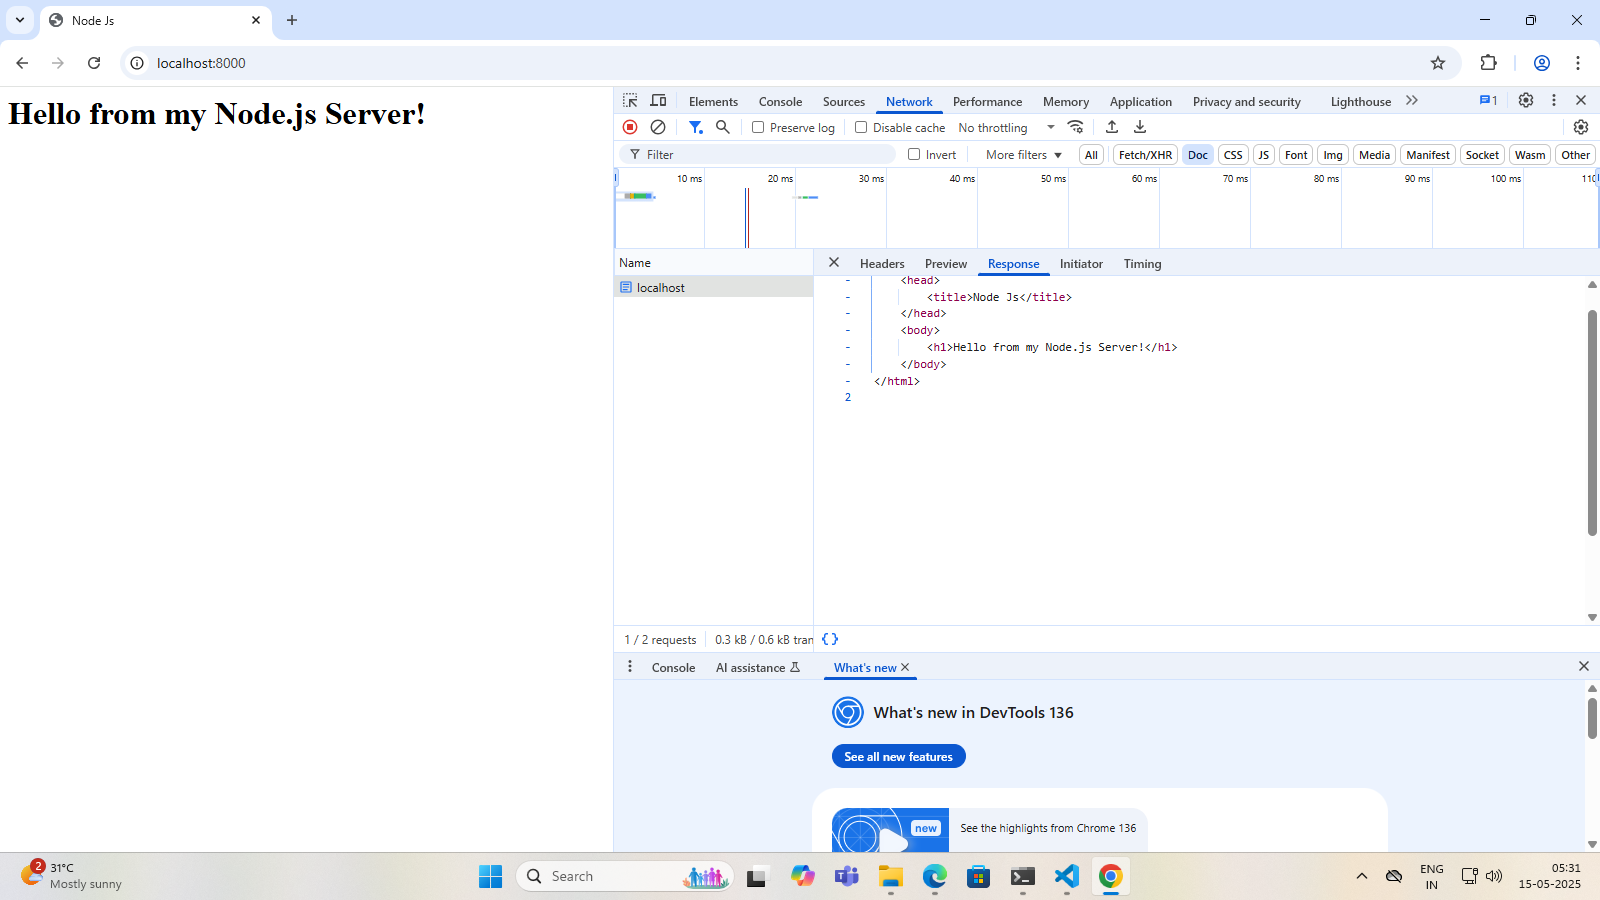 Node Js
localhost:8000
Hello from my Node.js Server!
Elements Console Sources Network Performance Memory Application Privacy and security Lighthouse 1
Preserve log Disable cache No throttling
Filter Invert More filters All Fetch/XHR Doc CSS JS Font Img Media Manifest Socket Wasm Other
10 ms 20 ms 30 ms 40 ms 50 ms 60 ms 70 ms 80 ms 90 ms 100 ms 110
Name
Headers Preview Response Initiator Timing
localhost
- <head>
- <title>Node Js</title>
- </head>
- <body>
- <h1>Hello from my Node.js Server!</h1>
- </body>
- </html>
2
1 / 2 requests 0.3 kB / 0.6 kB tran {}
Console AI assistance What's new
What's new in DevTools 136
See all new features
new See the highlights from Chrome 136
2
31°C
Mostly sunny
Search
ENG
IN
05:31
15-05-2025